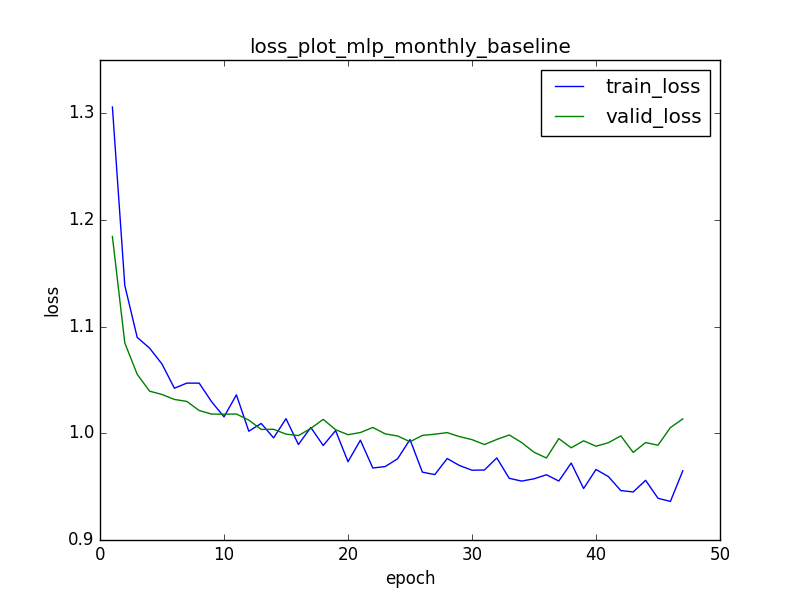 loss_plot_mlp_monthly_baseline
train_loss
valid_loss
1.3
1.2
1.1
1.0
0.9
loss
0 10 20 30 40 50
epoch